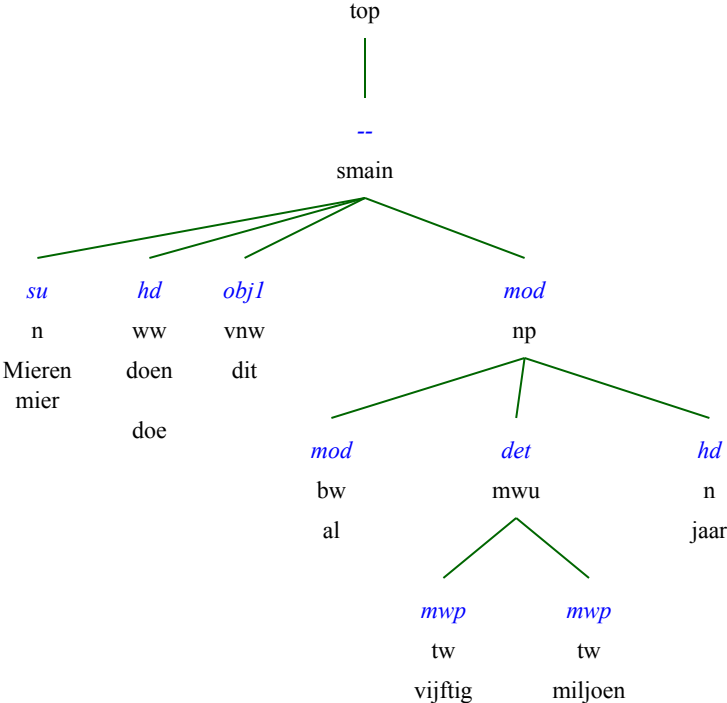 top
--
smain
su hd obj1 mod
n ww vnw np
Mieren doen dit
mier
doe
mod det hd
bw mwu n
al jaar
mwp mwp
tw tw
vijftig miljoen